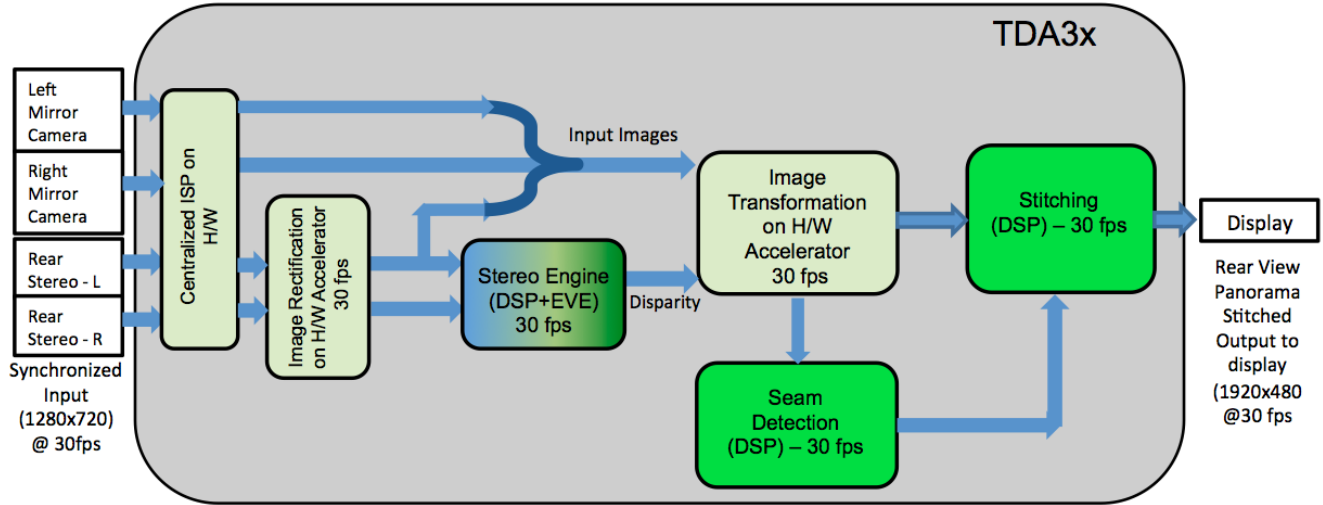 TDA3x
Left
Mirror
Camera
Right
Mirror
Camera
Rear
Stereo - L
Rear
Stereo - R
Synchronized
Input
(1280x720)
@ 30fps
Centralized ISP on
H/W
Image Rectification
on H/W Accelerator
30 fps
Input Images
Stereo Engine
(DSP+EVE)
30 fps
Disparity
Image
Transformation
on H/W
Accelerator
30 fps
Seam
Detection
(DSP) – 30 fps
Stitching
(DSP) – 30 fps
Display
Rear View
Panorama
Stitched
Output to
display
(1920x480
@30 fps